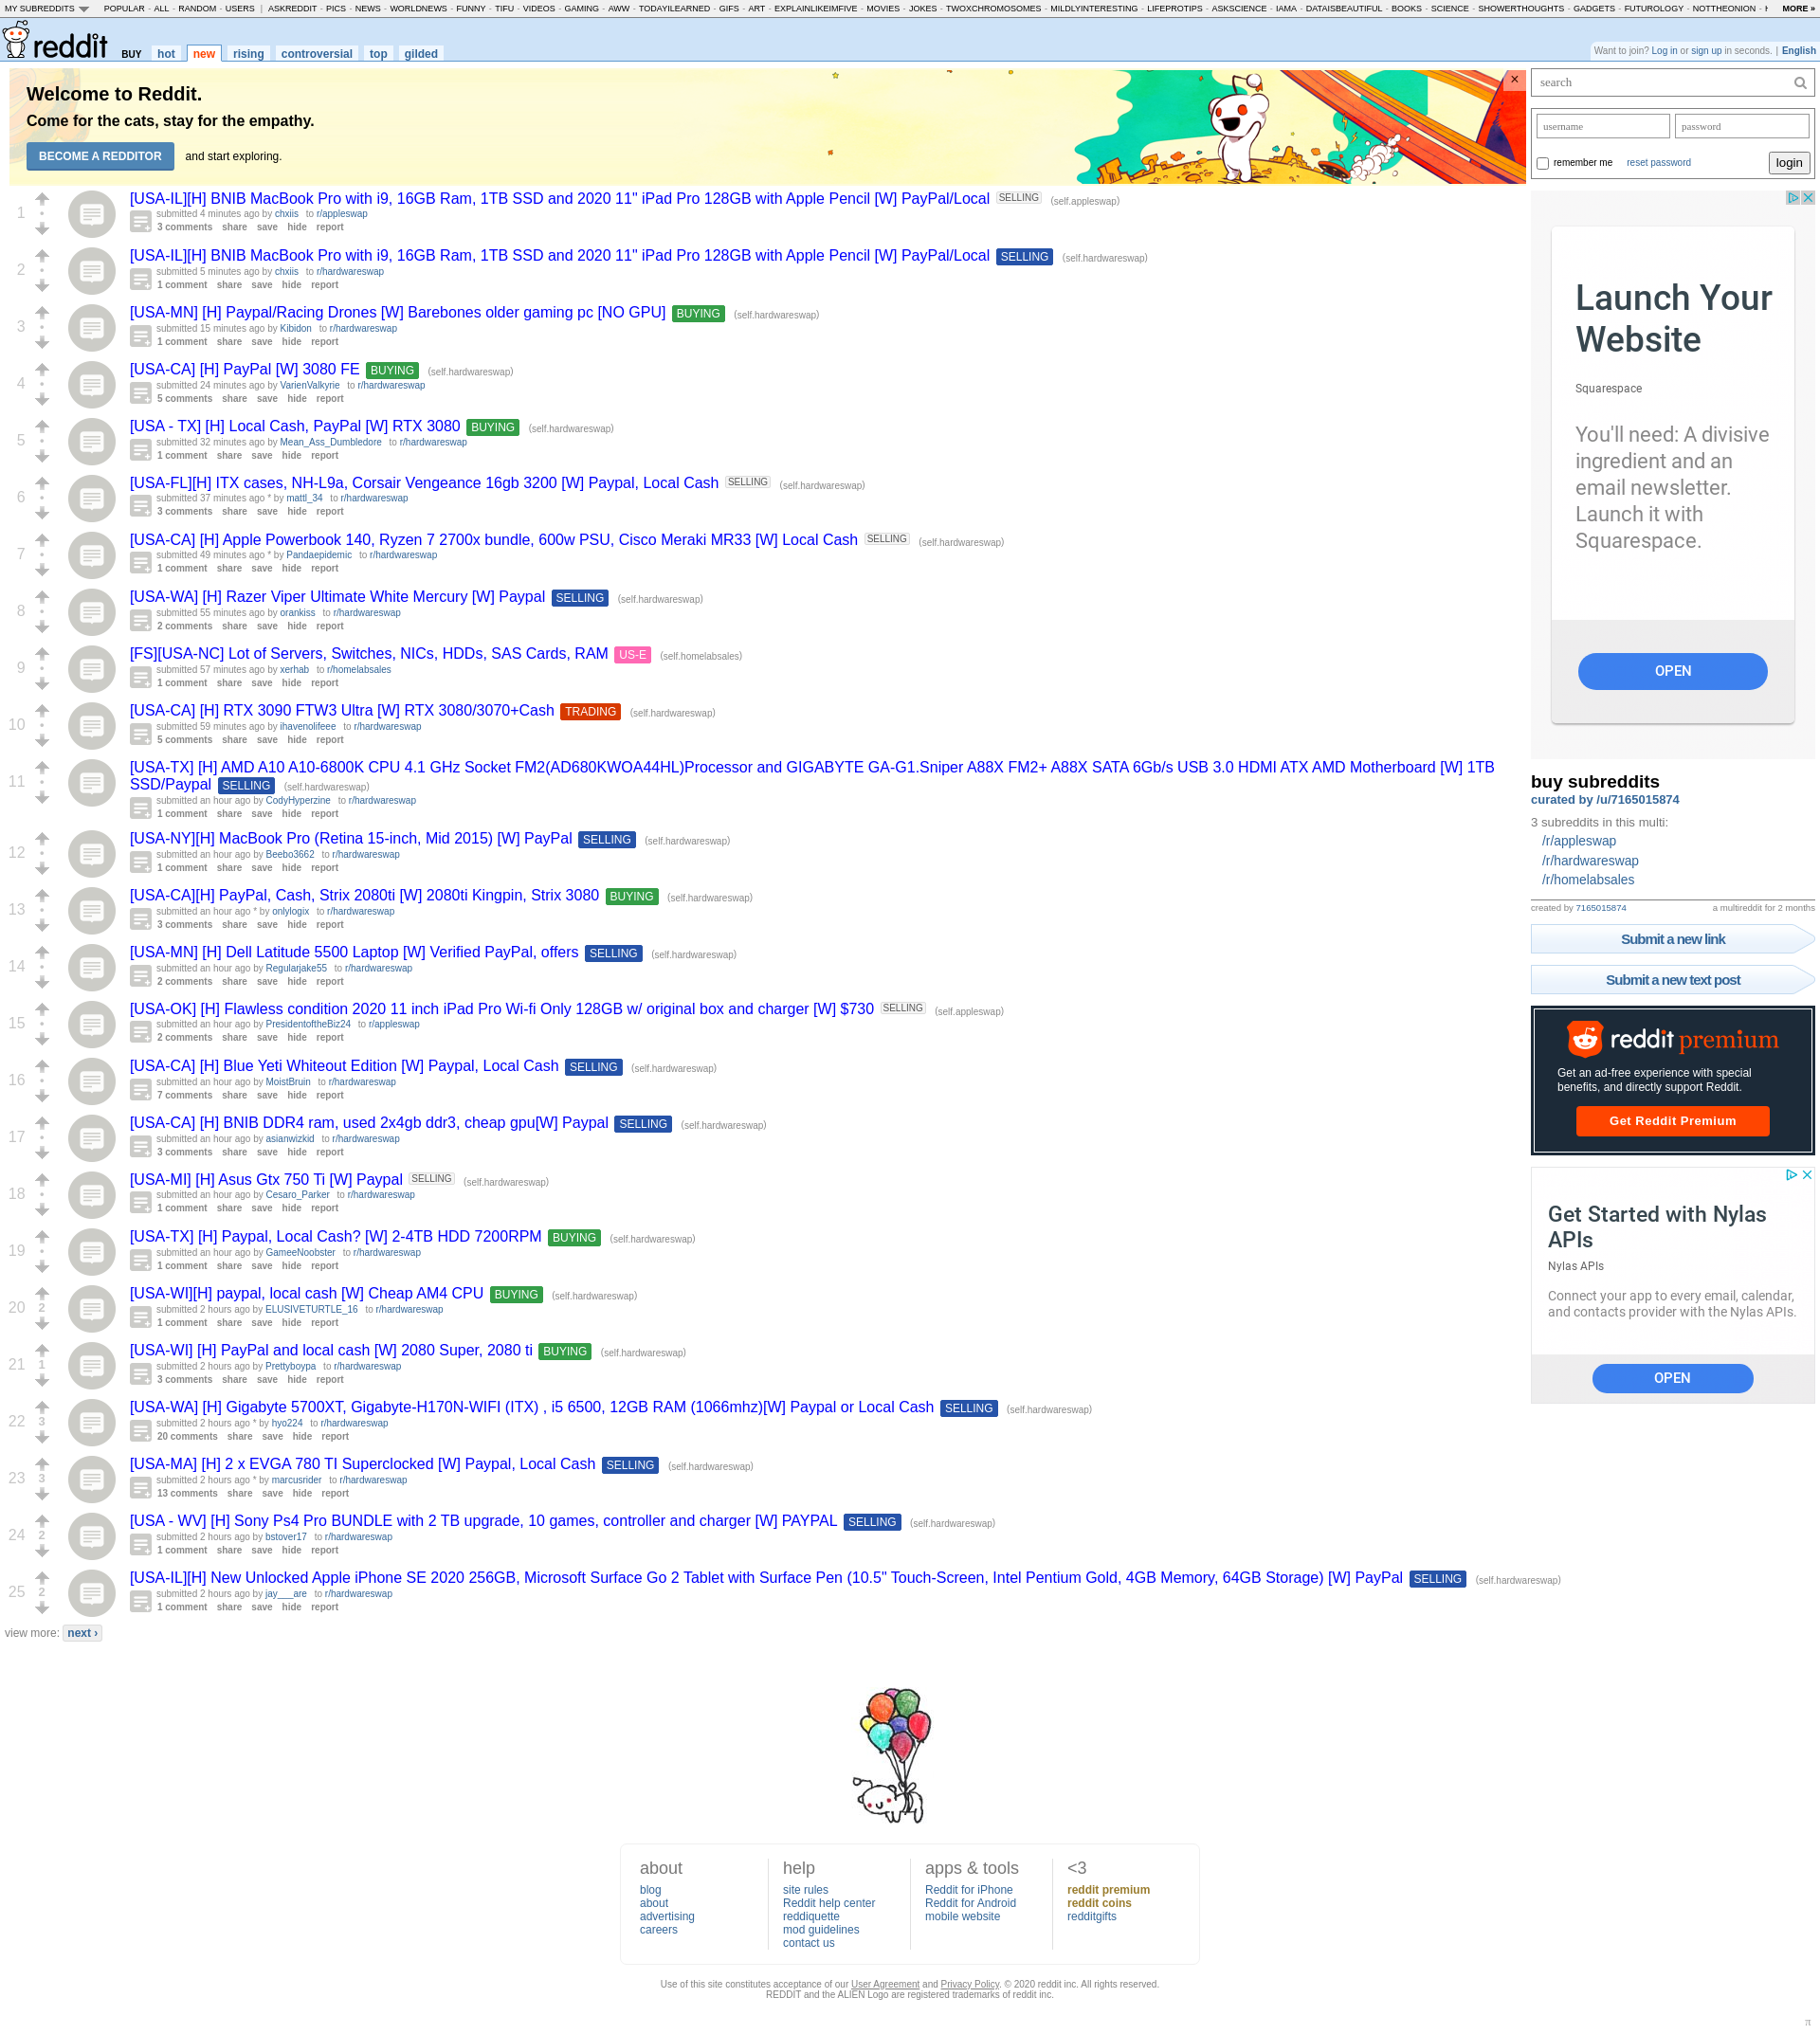 MY SUBREDDITS POPULAR - ALL - RANDOM - USERS | ASKREDDIT - PICS - NEWS - WORLDNEWS - FUNNY - TIFU - VIDEOS - GAMING - AWW - TODAYILEARNED - GIFS - ART - EXPLAINLIKEIMFIVE - MOVIES - JOKES - TWOXCHROMOSOMES - MILDLYINTERESTING - LIFEPROTIPS - ASKSCIENCE - IAMA - DATAISBEAUTIFUL - BOOKS - SCIENCE - SHOWERTHOUGHTS - GADGETS - FUTUROLOGY - NOTTHEONION - MORE »
reddit BUY hot new rising controversial top gilded
Want to join? Log in or sign up in seconds. | English
Welcome to Reddit.
Come for the cats, stay for the empathy.
BECOME A REDDITOR and start exploring.
×
1
[USA-IL][H] BNIB MacBook Pro with i9, 16GB Ram, 1TB SSD and 2020 11" iPad Pro 128GB with Apple Pencil [W] PayPal/Local SELLING (self.appleswap)
submitted 4 minutes ago by chxiis to r/appleswap
3 comments share save hide report
2
[USA-IL][H] BNIB MacBook Pro with i9, 16GB Ram, 1TB SSD and 2020 11" iPad Pro 128GB with Apple Pencil [W] PayPal/Local SELLING (self.hardwareswap)
submitted 5 minutes ago by chxiis to r/hardwareswap
1 comment share save hide report
3
[USA-MN] [H] Paypal/Racing Drones [W] Barebones older gaming pc [NO GPU] BUYING (self.hardwareswap)
submitted 15 minutes ago by Kibidon to r/hardwareswap
1 comment share save hide report
4
[USA-CA] [H] PayPal [W] 3080 FE BUYING (self.hardwareswap)
submitted 24 minutes ago by VarienValkyrie to r/hardwareswap
5 comments share save hide report
5
[USA - TX] [H] Local Cash, PayPal [W] RTX 3080 BUYING (self.hardwareswap)
submitted 32 minutes ago by Mean_Ass_Dumbledore to r/hardwareswap
1 comment share save hide report
6
[USA-FL][H] ITX cases, NH-L9a, Corsair Vengeance 16gb 3200 [W] Paypal, Local Cash SELLING (self.hardwareswap)
submitted 37 minutes ago * by mattl_34 to r/hardwareswap
3 comments share save hide report
7
[USA-CA] [H] Apple Powerbook 140, Ryzen 7 2700x bundle, 600w PSU, Cisco Meraki MR33 [W] Local Cash SELLING (self.hardwareswap)
submitted 49 minutes ago * by Pandaepidemic to r/hardwareswap
1 comment share save hide report
8
[USA-WA] [H] Razer Viper Ultimate White Mercury [W] Paypal SELLING (self.hardwareswap)
submitted 55 minutes ago by orankiss to r/hardwareswap
2 comments share save hide report
9
[FS][USA-NC] Lot of Servers, Switches, NICs, HDDs, SAS Cards, RAM US-E (self.homelabsales)
submitted 57 minutes ago by xerhab to r/homelabsales
1 comment share save hide report
10
[USA-CA] [H] RTX 3090 FTW3 Ultra [W] RTX 3080/3070+Cash TRADING (self.hardwareswap)
submitted 59 minutes ago by ihavenolifeee to r/hardwareswap
5 comments share save hide report
11
[USA-TX] [H] AMD A10 A10-6800K CPU 4.1 GHz Socket FM2(AD680KWOA44HL)Processor and GIGABYTE GA-G1.Sniper A88X FM2+ A88X SATA 6Gb/s USB 3.0 HDMI ATX AMD Motherboard [W] 1TB
SSD/Paypal SELLING (self.hardwareswap)
submitted an hour ago by CodyHyperzine to r/hardwareswap
1 comment share save hide report
12
[USA-NY][H] MacBook Pro (Retina 15-inch, Mid 2015) [W] PayPal SELLING (self.hardwareswap)
submitted an hour ago by Beebo3662 to r/hardwareswap
1 comment share save hide report
13
[USA-CA][H] PayPal, Cash, Strix 2080ti [W] 2080ti Kingpin, Strix 3080 BUYING (self.hardwareswap)
submitted an hour ago * by onlylogix to r/hardwareswap
3 comments share save hide report
14
[USA-MN] [H] Dell Latitude 5500 Laptop [W] Verified PayPal, offers SELLING (self.hardwareswap)
submitted an hour ago by Regularjake55 to r/hardwareswap
2 comments share save hide report
15
[USA-OK] [H] Flawless condition 2020 11 inch iPad Pro Wi-fi Only 128GB w/ original box and charger [W] $730 SELLING (self.appleswap)
submitted an hour ago by PresidentoftheBiz24 to r/appleswap
2 comments share save hide report
16
[USA-CA] [H] Blue Yeti Whiteout Edition [W] Paypal, Local Cash SELLING (self.hardwareswap)
submitted an hour ago by MoistBruin to r/hardwareswap
7 comments share save hide report
17
[USA-CA] [H] BNIB DDR4 ram, used 2x4gb ddr3, cheap gpu[W] Paypal SELLING (self.hardwareswap)
submitted an hour ago by asianwizkid to r/hardwareswap
3 comments share save hide report
18
[USA-MI] [H] Asus Gtx 750 Ti [W] Paypal SELLING (self.hardwareswap)
submitted an hour ago by Cesaro_Parker to r/hardwareswap
1 comment share save hide report
19
[USA-TX] [H] Paypal, Local Cash? [W] 2-4TB HDD 7200RPM BUYING (self.hardwareswap)
submitted an hour ago by GameeNoobster to r/hardwareswap
1 comment share save hide report
20 2
[USA-WI][H] paypal, local cash [W] Cheap AM4 CPU BUYING (self.hardwareswap)
submitted 2 hours ago by ELUSIVETURTLE_16 to r/hardwareswap
1 comment share save hide report
21 1
[USA-WI] [H] PayPal and local cash [W] 2080 Super, 2080 ti BUYING (self.hardwareswap)
submitted 2 hours ago by Prettyboypa to r/hardwareswap
3 comments share save hide report
22 3
[USA-WA] [H] Gigabyte 5700XT, Gigabyte-H170N-WIFI (ITX) , i5 6500, 12GB RAM (1066mhz)[W] Paypal or Local Cash SELLING (self.hardwareswap)
submitted 2 hours ago * by hyo224 to r/hardwareswap
20 comments share save hide report
23 3
[USA-MA] [H] 2 x EVGA 780 TI Superclocked [W] Paypal, Local Cash SELLING (self.hardwareswap)
submitted 2 hours ago * by marcusrider to r/hardwareswap
13 comments share save hide report
24 2
[USA - WV] [H] Sony Ps4 Pro BUNDLE with 2 TB upgrade, 10 games, controller and charger [W] PAYPAL SELLING (self.hardwareswap)
submitted 2 hours ago by bstover17 to r/hardwareswap
1 comment share save hide report
25 2
[USA-IL][H] New Unlocked Apple iPhone SE 2020 256GB, Microsoft Surface Go 2 Tablet with Surface Pen (10.5" Touch-Screen, Intel Pentium Gold, 4GB Memory, 64GB Storage) [W] PayPal SELLING (self.hardwareswap)
submitted 2 hours ago by jay___are to r/hardwareswap
1 comment share save hide report
view more: next ›
search
username password
remember me reset password login
Launch Your
Website
Squarespace
You'll need: A divisive
ingredient and an
email newsletter.
Launch it with
Squarespace.
OPEN
buy subreddits
curated by /u/7165015874
3 subreddits in this multi:
/r/appleswap
/r/hardwareswap
/r/homelabsales
created by 7165015874 a multireddit for 2 months
Submit a new link
Submit a new text post
reddit premium
Get an ad-free experience with special
benefits, and directly support Reddit.
Get Reddit Premium
Get Started with Nylas
APIs
Nylas APIs
Connect your app to every email, calendar,
and contacts provider with the Nylas APIs.
OPEN
about
blog
about
advertising
careers
help
site rules
Reddit help center
reddiquette
mod guidelines
contact us
apps & tools
Reddit for iPhone
Reddit for Android
mobile website
<3
reddit premium
reddit coins
redditgifts
Use of this site constitutes acceptance of our User Agreement and Privacy Policy. © 2020 reddit inc. All rights reserved.
REDDIT and the ALIEN Logo are registered trademarks of reddit inc.
π